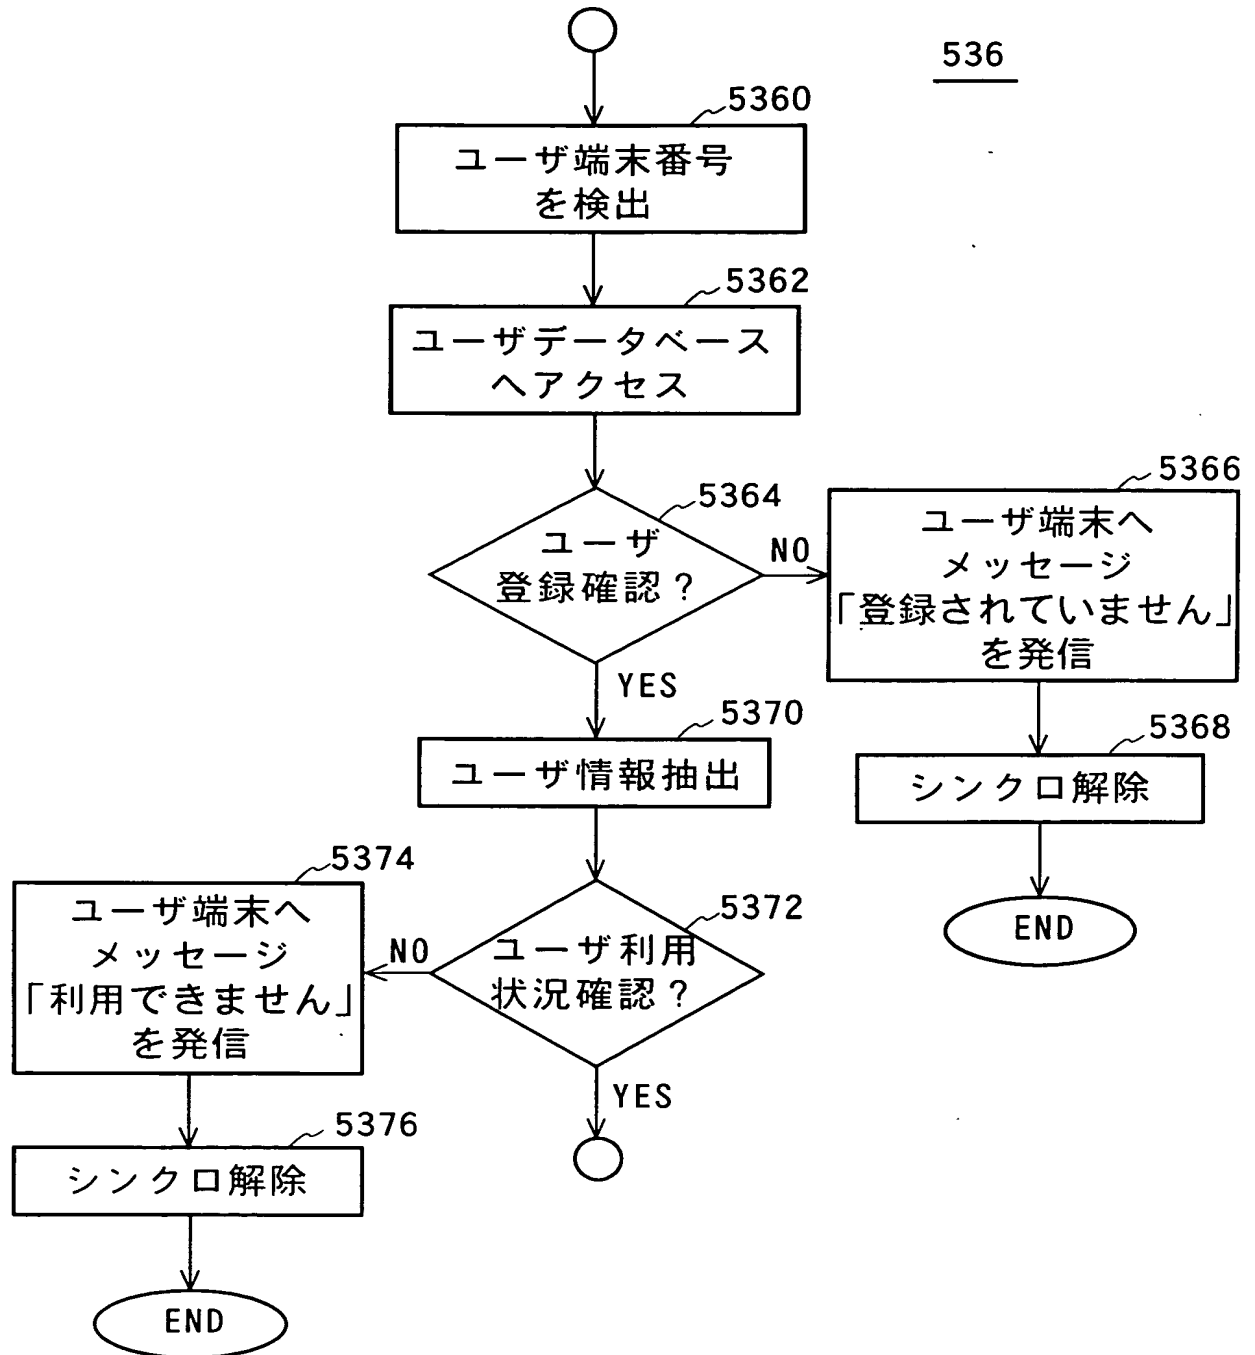 536
5360
ユーザ端末番号
を検出
5362
ユーザデータベース
へアクセス
5364
ユーザ
登録確認？
NO
5366
ユーザ端末へ
メッセージ
「登録されていません」
を発信
YES
5368
シンクロ解除
END
5370
ユーザ情報抽出
5372
ユーザ利用
状況確認？
NO
5374
ユーザ端末へ
メッセージ
「利用できません」
を発信
YES
5376
シンクロ解除
END